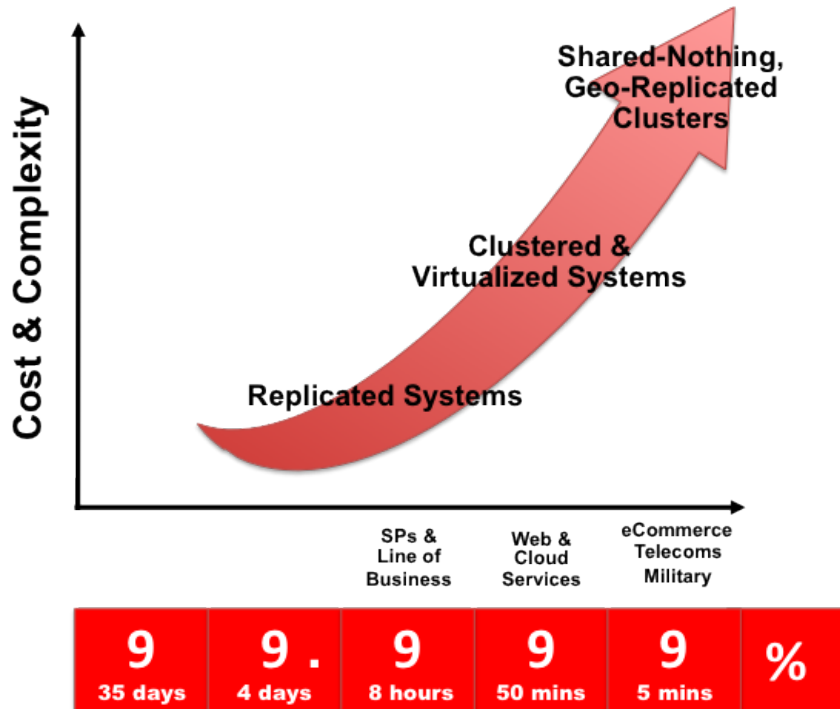 Cost & Complexity
Shared-Nothing,
Geo-Replicated
Clusters
Clustered &
Virtualized Systems
Replicated Systems
SPs &
Line of
Business
Web &
Cloud
Services
eCommerce
Telecoms
Military
9 9. 9 9 9 %
35 days 4 days 8 hours 50 mins 5 mins